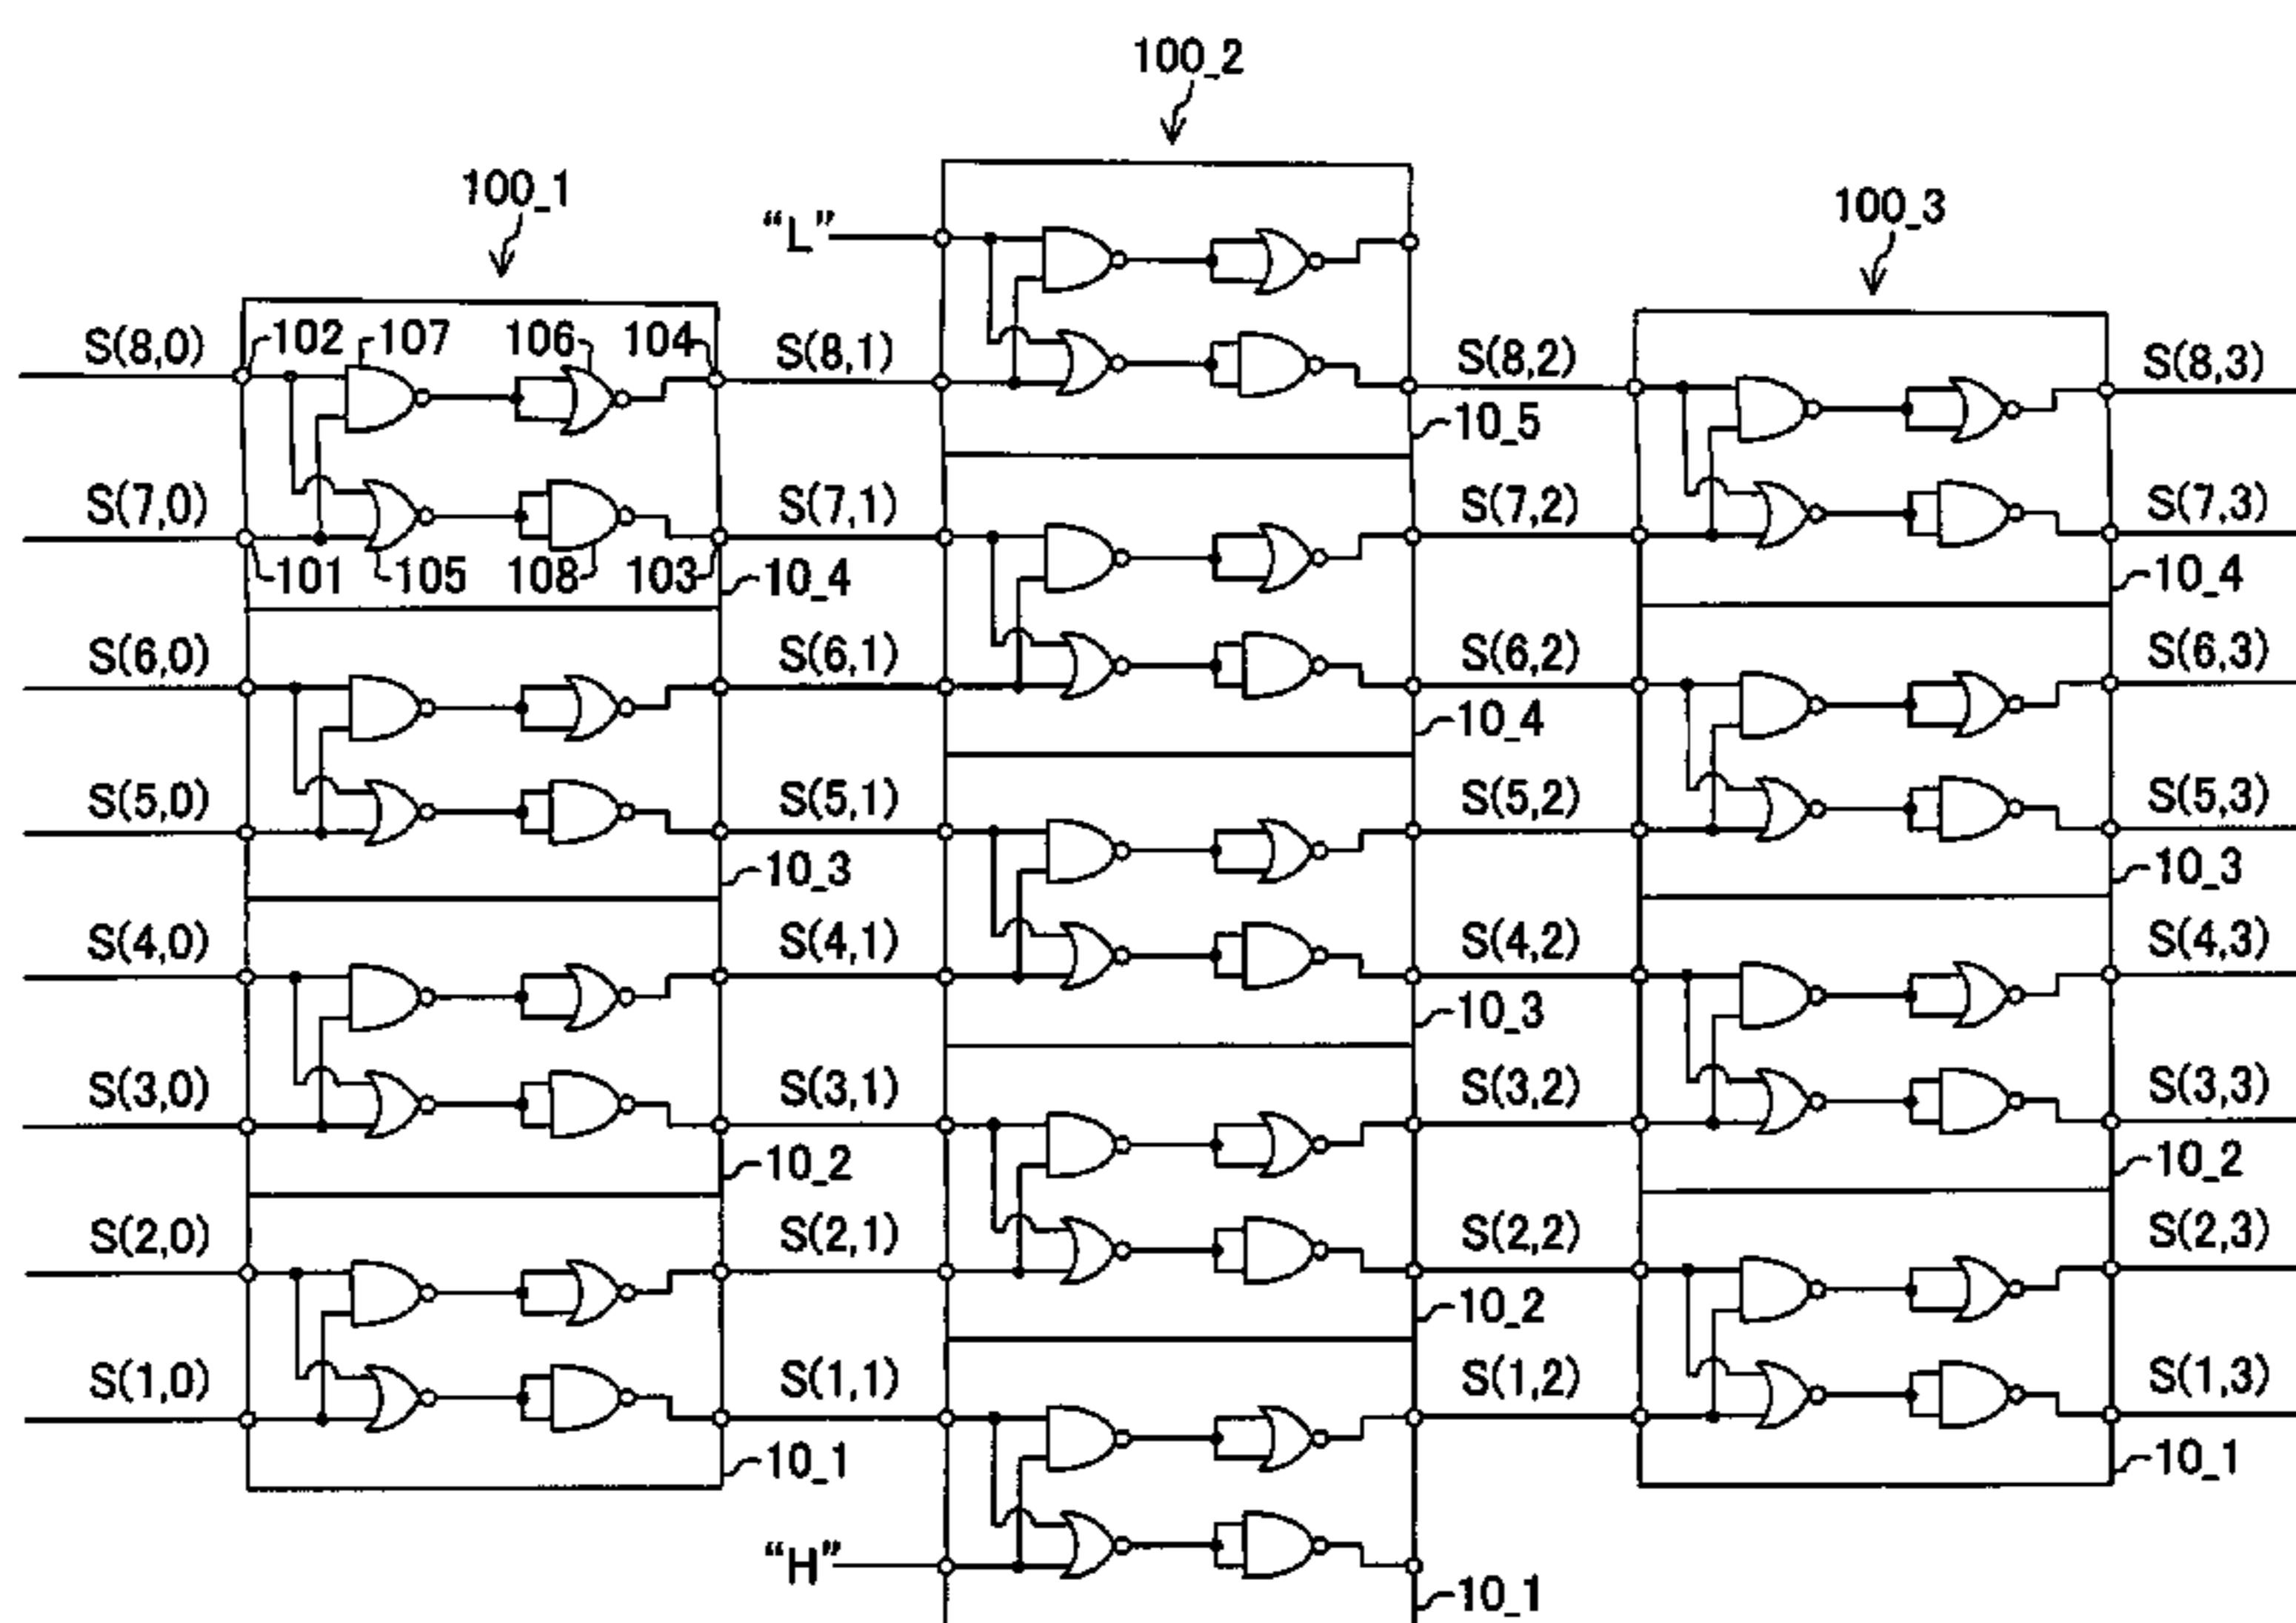 100_2
100_1
100_3
"L"
S(8,0) 102 107 106 104 S(8,1) S(8,2) S(8,3)
10_5
S(7,0) S(7,1) S(7,2) S(7,3)
101 105 108 103 10_4 10_4
S(6,0) S(6,1) S(6,2) S(6,3)
10_4
S(5,0) S(5,1) S(5,2) S(5,3)
10_3 10_3
S(4,0) S(4,1) S(4,2) S(4,3)
10_3
S(3,0) S(3,1) S(3,2) S(3,3)
10_2 10_2
S(2,0) S(2,1) S(2,2) S(2,3)
10_2
S(1,0) S(1,1) S(1,2) S(1,3)
10_1 10_1
"H"
10_1